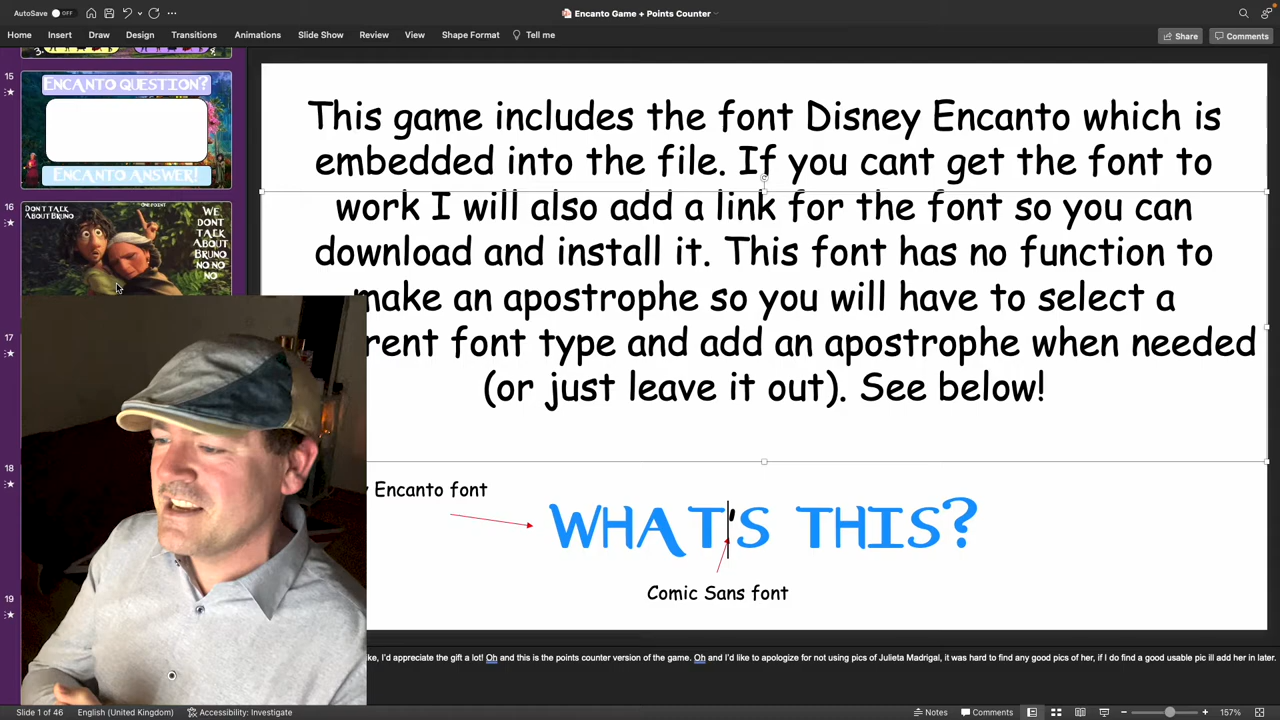 AutoSave OFF
Encanto Game + Points Counter
Home Insert Draw Design Transitions Animations Slide Show Review View Shape Format Tell me
Share Comments
3.
15
ENCANTO QUESTION?
ENCANTO ANSWER!
16
DON'T TALK
ABOUT BRUNO
ONE POINT
WE
DONT
TALK
ABOUT
BRUNO
NO NO
NO
17
18
19
This game includes the font Disney Encanto which is
embedded into the file. If you cant get the font to
work I will also add a link for the font so you can
download and install it. This font has no function to
make an apostrophe so you will have to select a
rent font type and add an apostrophe when needed
(or just leave it out). See below!
Encanto font
WHAT'S THIS?
Comic Sans font
ke, I'd appreciate the gift a lot! Oh and this is the points counter version of the game. Oh and I'd like to apologize for not using pics of Julieta Madrigal, it was hard to find any good pics of her, if I do find a good usable pic ill add her in later.
Slide 1 of 46 English (United Kingdom) Accessibility: Investigate Notes Comments 157%